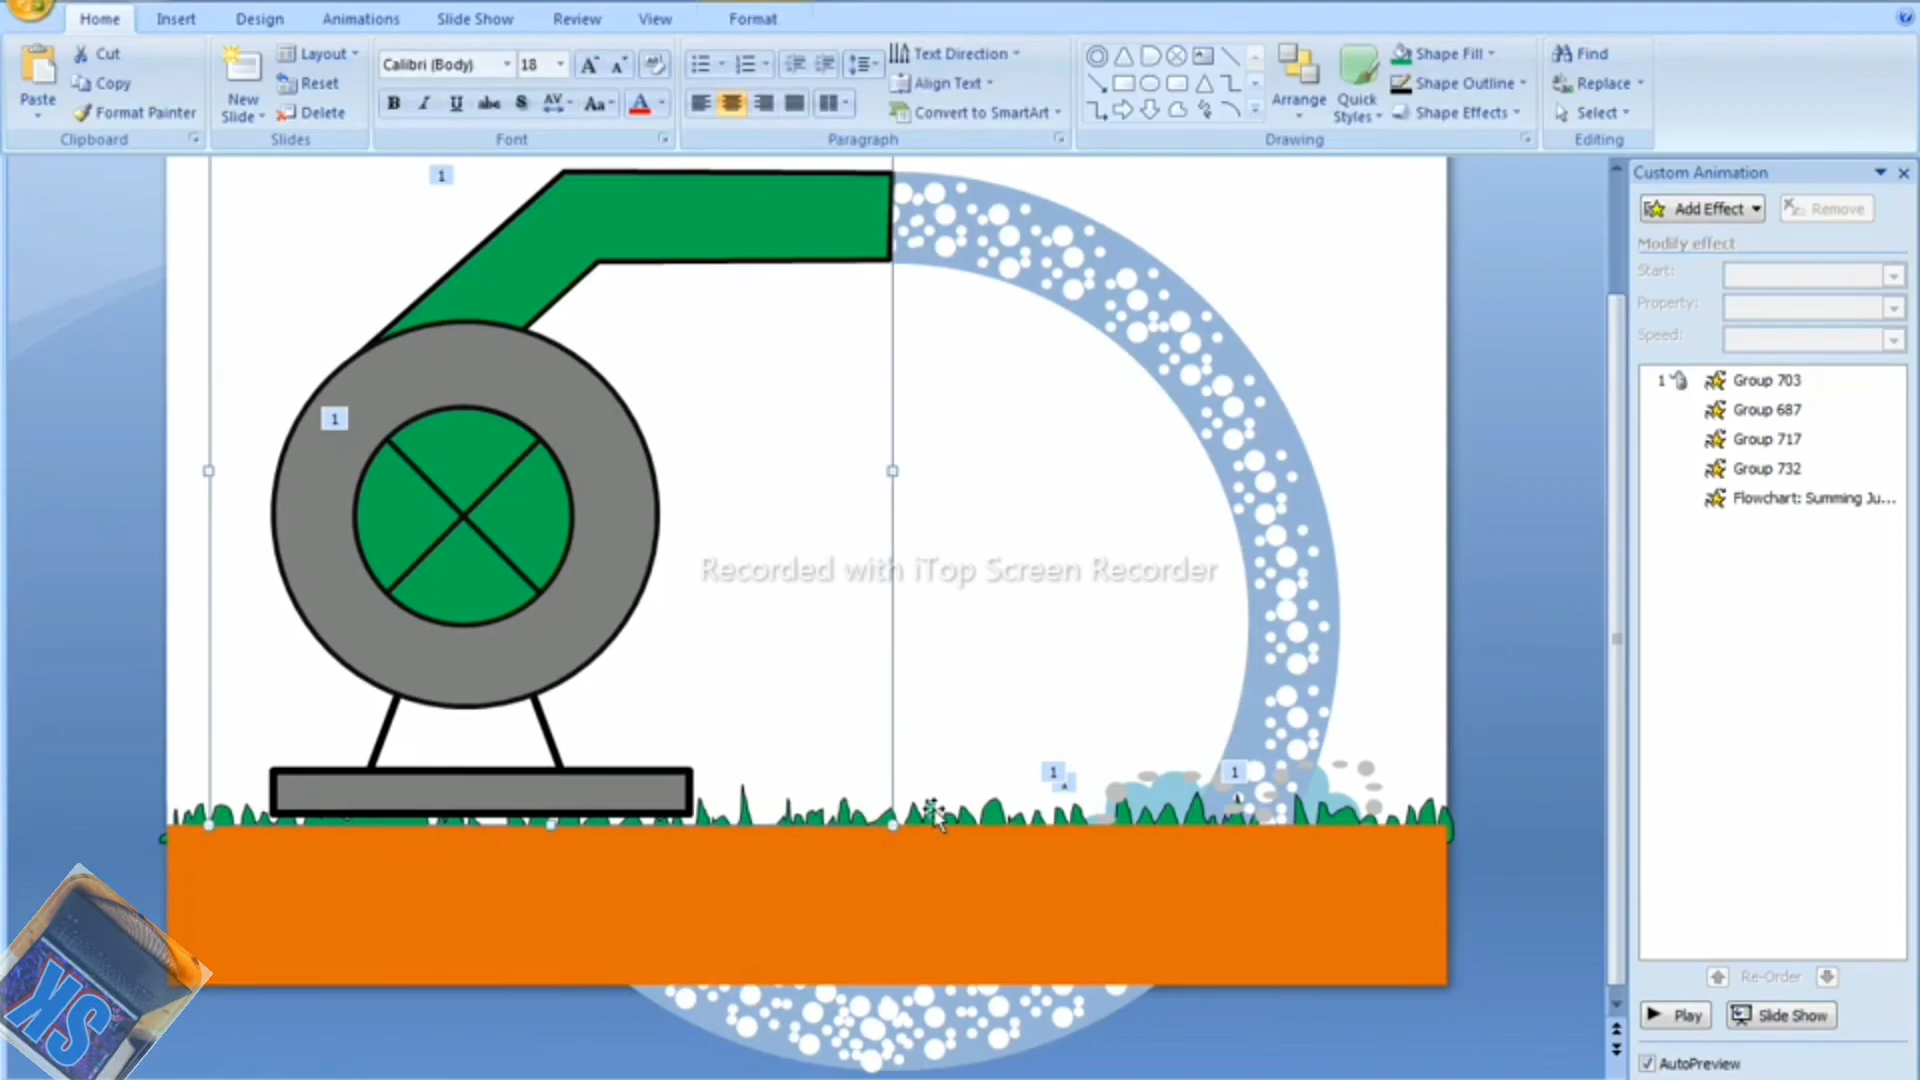 Home Insert Design Animations Slide Show Review View Format
Paste
Cut
Copy
Format Painter
Clipboard
New Slide
Layout
Reset
Delete
Slides
Calibri (Body) 18
B I U abc S AV Aa A
Font
Text Direction
Align Text
Convert to SmartArt
Paragraph
Arrange
Quick Styles
Shape Fill
Shape Outline
Shape Effects
Drawing
Find
Replace
Select
Editing
Custom Animation
Add Effect
Remove
Modify effect
Start:
Property:
Speed:
1 Group 703
Group 687
Group 717
Group 732
Flowchart: Summing Ju...
Re-Order
Play
Slide Show
AutoPreview
1
1
1
1
Recorded with iTop Screen Recorder
KS